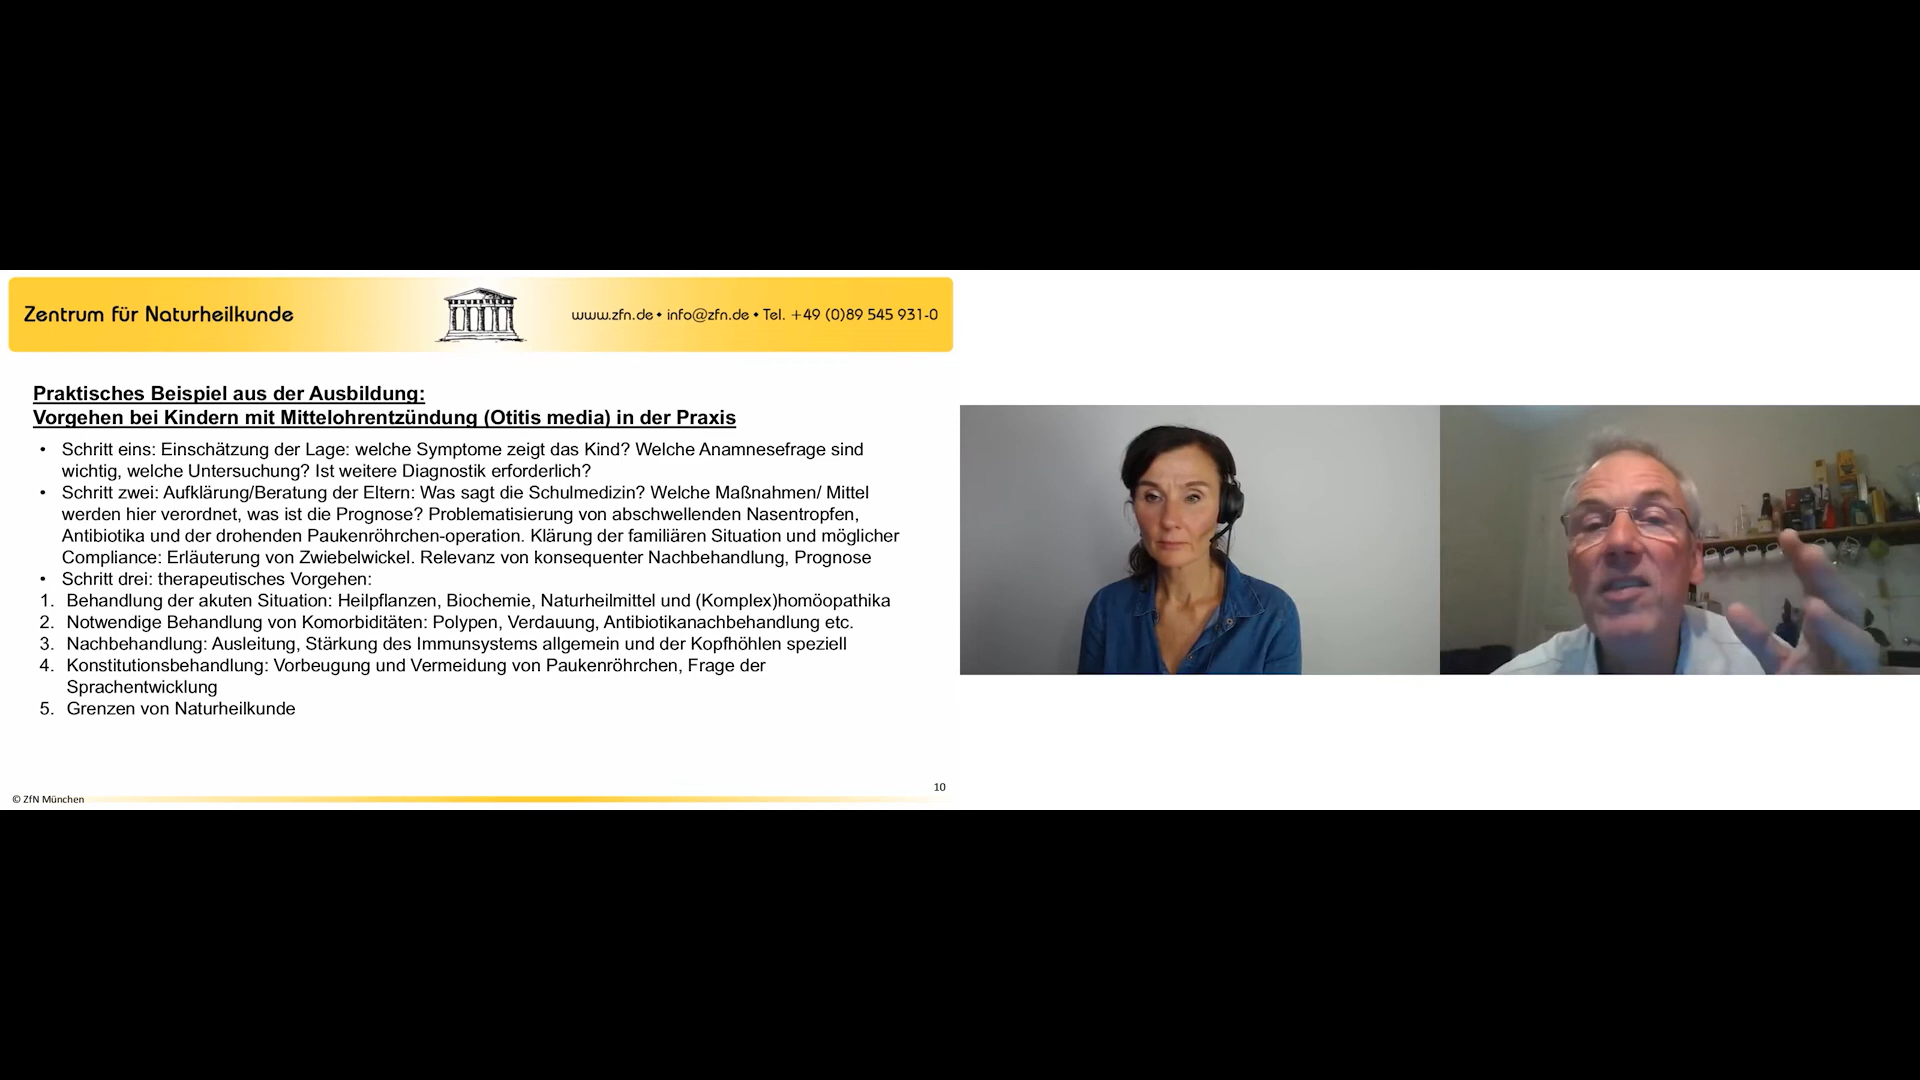 Zentrum für Naturheilkunde
www.zfn.de • info@zfn.de • Tel. +49 (0)89 545 931-0
Praktisches Beispiel aus der Ausbildung:
Vorgehen bei Kindern mit Mittelohrentzündung (Otitis media) in der Praxis
• Schritt eins: Einschätzung der Lage: welche Symptome zeigt das Kind? Welche Anamnesefrage sind
wichtig, welche Untersuchung? Ist weitere Diagnostik erforderlich?
• Schritt zwei: Aufklärung/Beratung der Eltern: Was sagt die Schulmedizin? Welche Maßnahmen/ Mittel
werden hier verordnet, was ist die Prognose? Problematisierung von abschwellenden Nasentropfen,
Antibiotika und der drohenden Paukenröhrchen-operation. Klärung der familiären Situation und möglicher
Compliance: Erläuterung von Zwiebelwickel. Relevanz von konsequenter Nachbehandlung, Prognose
• Schritt drei: therapeutisches Vorgehen:
1. Behandlung der akuten Situation: Heilpflanzen, Biochemie, Naturheilmittel und (Komplex)homöopathika
2. Notwendige Behandlung von Komorbiditäten: Polypen, Verdauung, Antibiotikanachbehandlung etc.
3. Nachbehandlung: Ausleitung, Stärkung des Immunsystems allgemein und der Kopfhöhlen speziell
4. Konstitutionsbehandlung: Vorbeugung und Vermeidung von Paukenröhrchen, Frage der
Sprachentwicklung
5. Grenzen von Naturheilkunde
10
© ZfN München